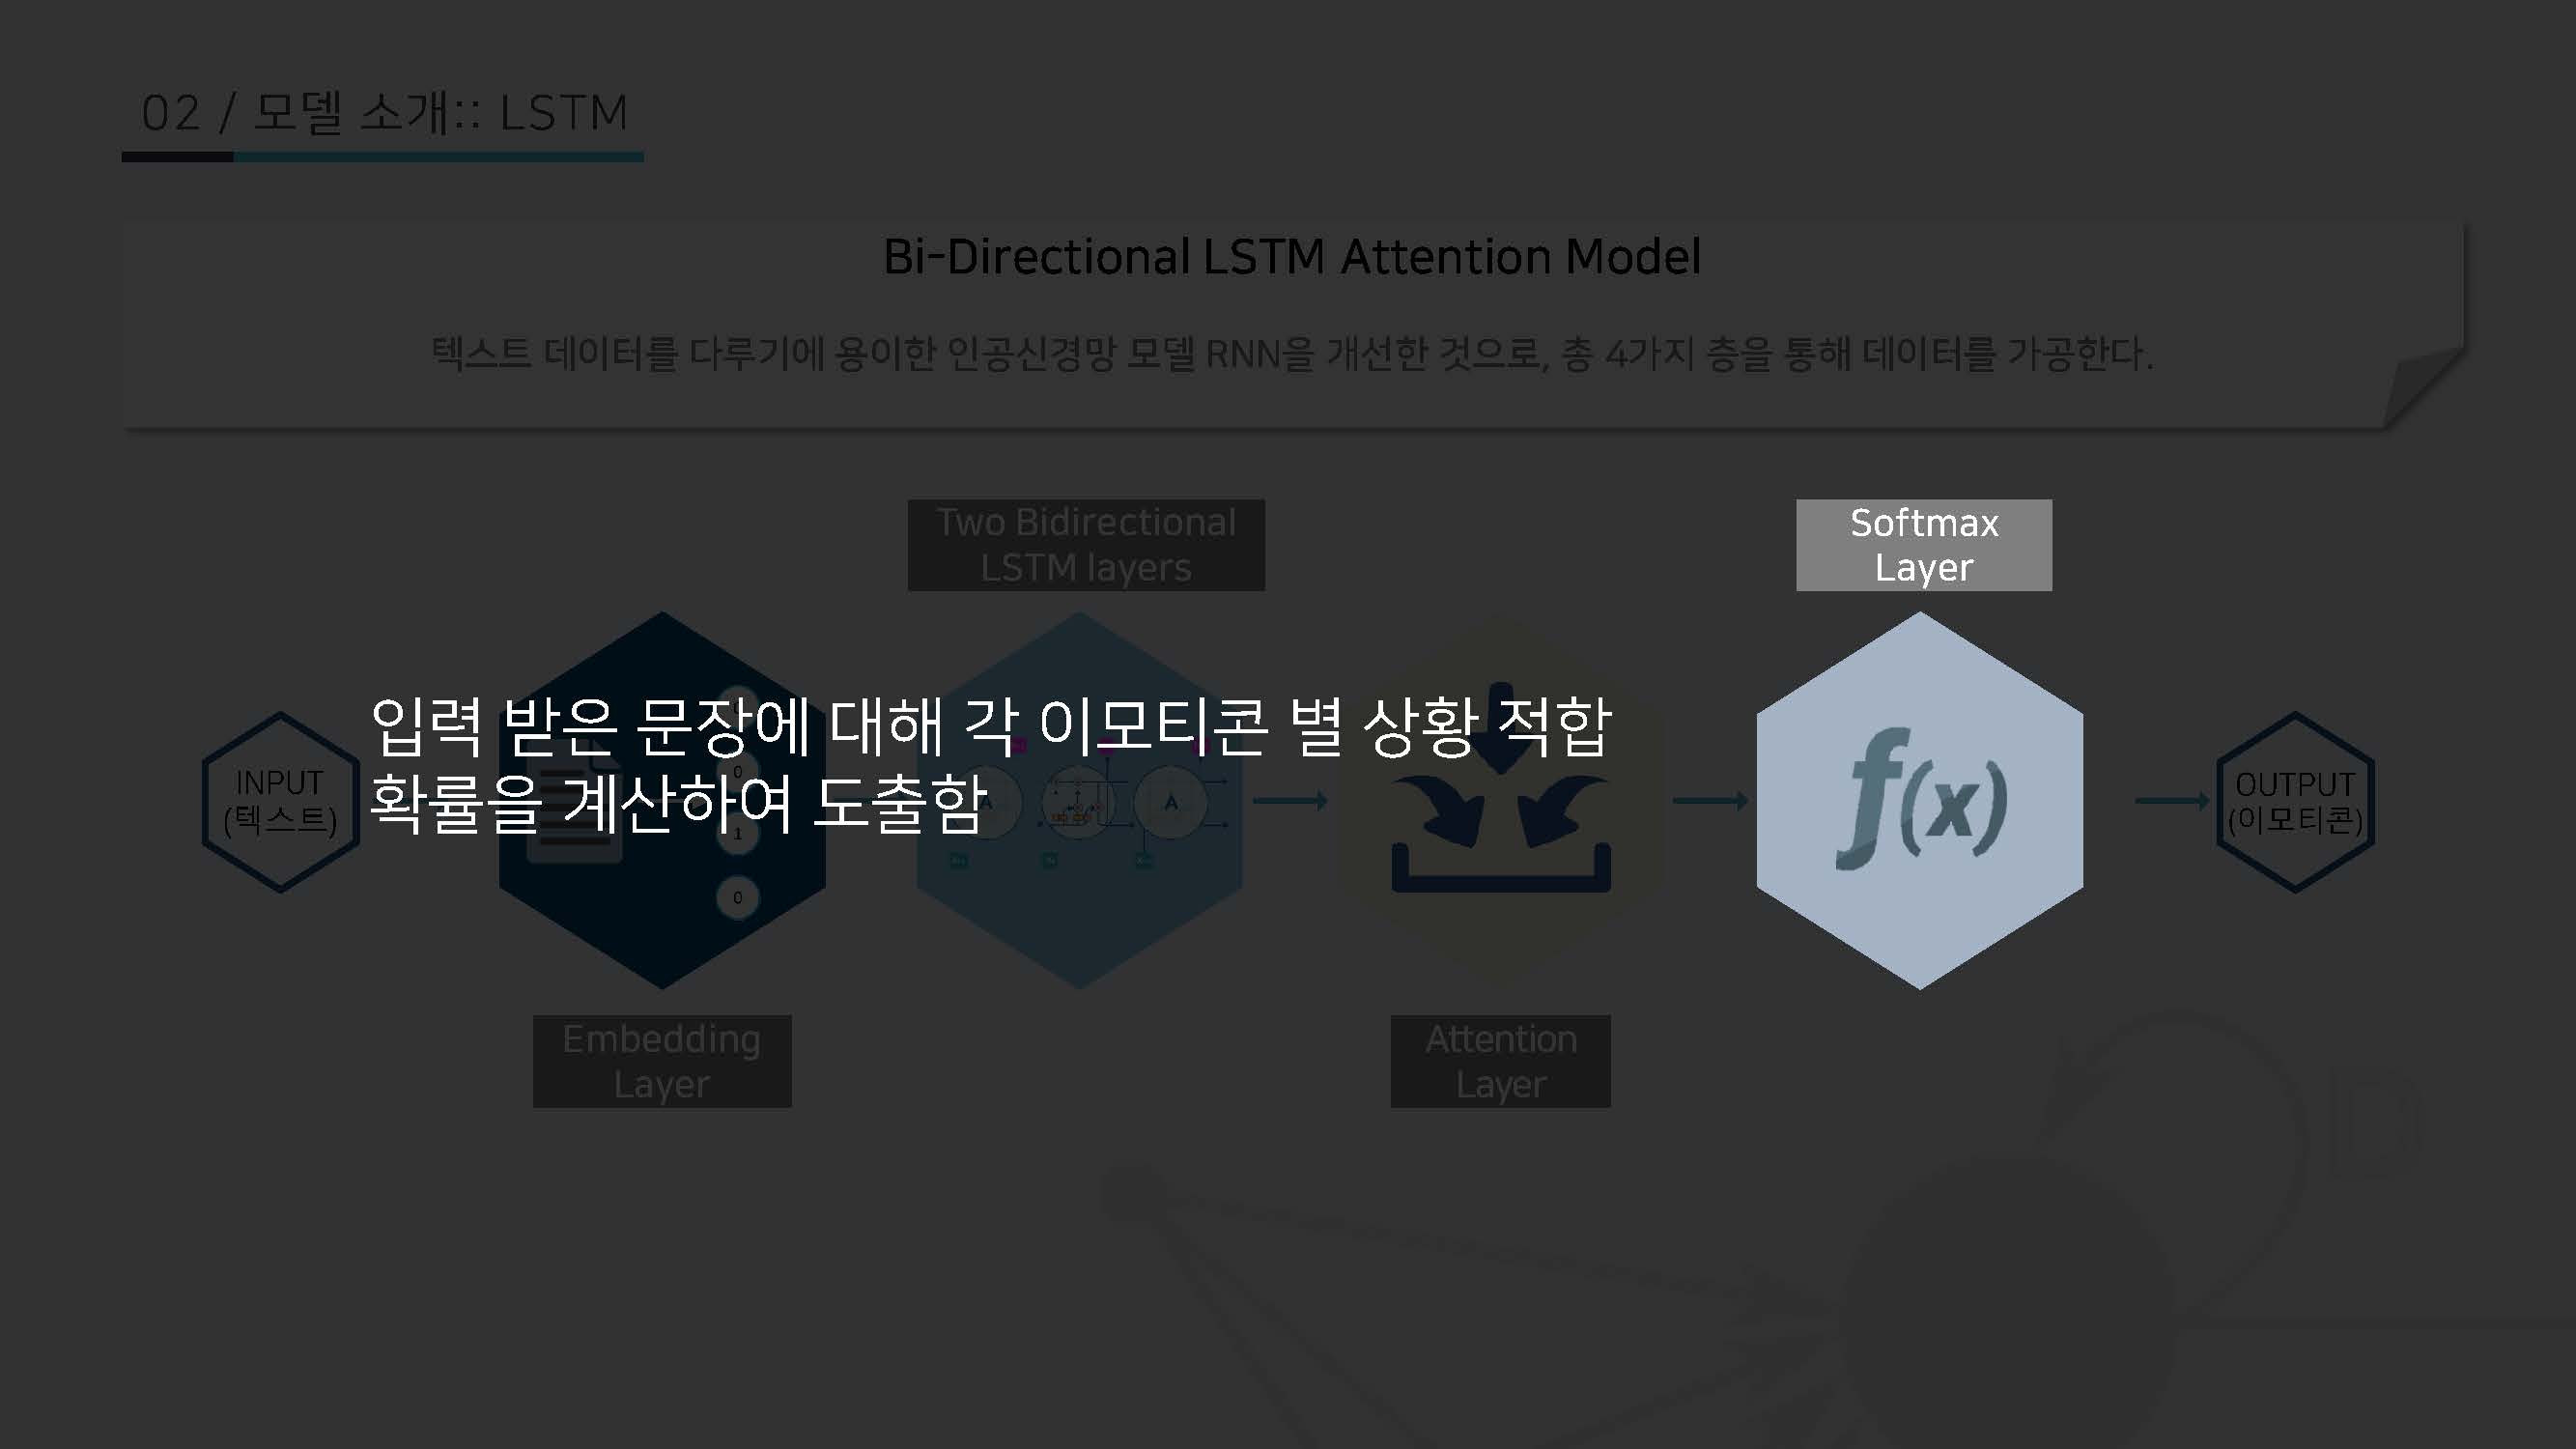 02 / 모델 소개:: LSTM
Bi-Directional LSTM Attention Model
텍스트 데이터를 다루기에 용이한 인공신경망 모델 RNN을 개선한 것으로, 총 4가지 층을 통해 데이터를 가공한다.
Two Bidirectional
LSTM layers
Softmax
Layer
입력 받은 문장에 대해 각 이모티콘 별 상황 적합
확률을 계산하여 도출함
INPUT
(텍스트)
0
1
0
A
A
f(x)
OUTPUT
(이모티콘)
Embedding
Layer
Attention
Layer